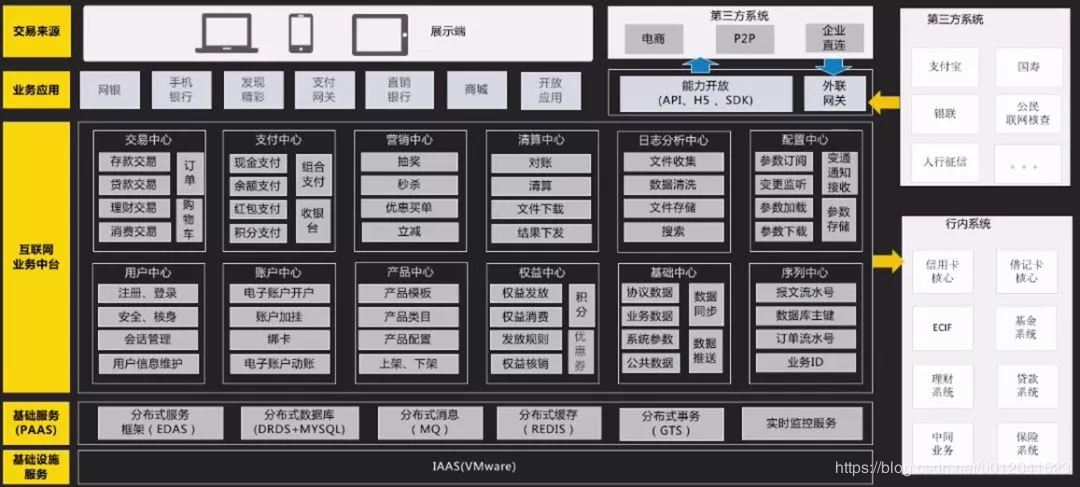 交易来源
展示端
第三方系统
电商
P2P
企业
直连
业务应用
网银
手机
银行
发现
精彩
支付
网关
直销
银行
商城
开放
应用
能力开放
(API、H5 、SDK)
外联
网关
第三方系统
支付宝
国寿
银联
公民
联网核查
人行征信
。。。
互联网
业务中台
交易中心
存款交易
贷款交易
理财交易
消费交易
订
单
购
物
车
支付中心
现金支付
余额支付
红包支付
积分支付
组合
支付
收银
台
营销中心
抽奖
秒杀
优惠买单
立减
清算中心
对账
清算
文件下载
结果下发
日志分析中心
文件收集
数据清洗
文件存储
搜索
配置中心
参数订阅
变更监听
参数加载
参数下载
变通
通知
接收
参数
存储
用户中心
注册、登录
安全、核身
会话管理
用户信息维护
账户中心
电子账户开户
账户加挂
绑卡
电子账户动账
产品中心
产品模板
产品类目
产品配置
上架、下架
权益中心
权益发放
权益消费
发放规则
权益核销
积
分
优
惠
券
基础中心
协议数据
业务数据
系统参数
公共数据
数据
同步
数据
推送
序列中心
报文流水号
数据库主键
订单流水号
业务ID
行内系统
信用卡
核心
借记卡
核心
ECIF
基金
系统
理财
系统
贷款
系统
中间
业务
保险
系统
基础服务
(PAAS)
分布式服务
框架（EDAS）
分布式数据库
(DRDS+MYSQL)
分布式消息
（MQ）
分布式缓存
（REDIS）
分布式事务
（GTS）
实时监控服务
基础设施
服务
IAAS(VMware)
https://blog.csdn.net/u012041523